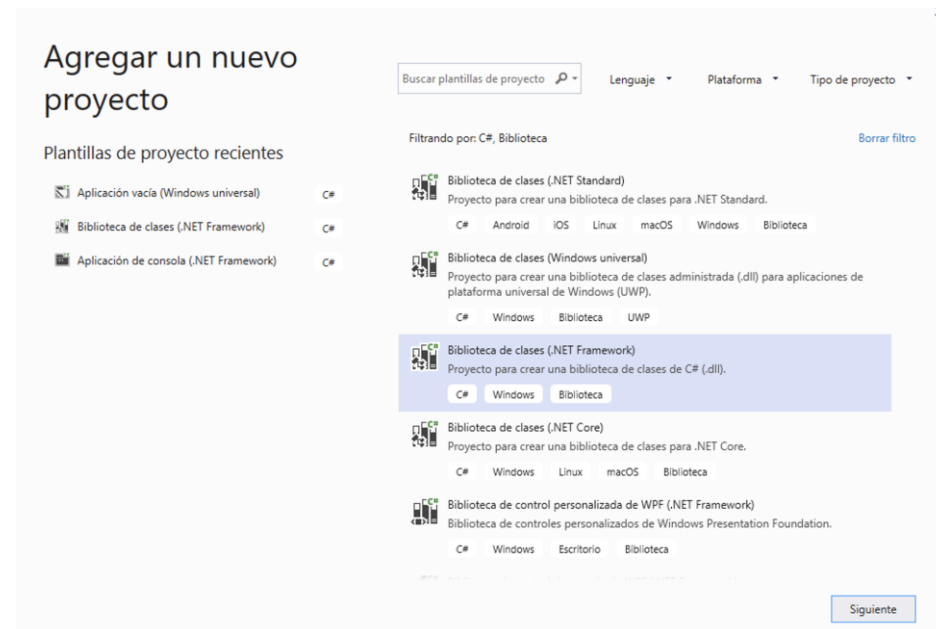 Agregar un nuevo
proyecto
Plantillas de proyecto recientes
Aplicación vacía (Windows universal) C#
Biblioteca de clases (.NET Framework) C#
Aplicación de consola (.NET Framework) C#
Buscar plantillas de proyecto Lenguaje Plataforma Tipo de proyecto
Filtrando por: C#, Biblioteca Borrar filtro
Biblioteca de clases (.NET Standard)
Proyecto para crear una biblioteca de clases para .NET Standard.
C# Android iOS Linux macOS Windows Biblioteca
Biblioteca de clases (Windows universal)
Proyecto para crear una biblioteca de clases administrada (.dll) para aplicaciones de
plataforma universal de Windows (UWP).
C# Windows Biblioteca UWP
Biblioteca de clases (.NET Framework)
Proyecto para crear una biblioteca de clases de C# (.dll).
C# Windows Biblioteca
Biblioteca de clases (.NET Core)
Proyecto para crear una biblioteca de clases para .NET Core.
C# Windows Linux macOS Biblioteca
Biblioteca de control personalizada de WPF (.NET Framework)
Biblioteca de controles personalizados de Windows Presentation Foundation.
C# Windows Escritorio Biblioteca
Siguiente